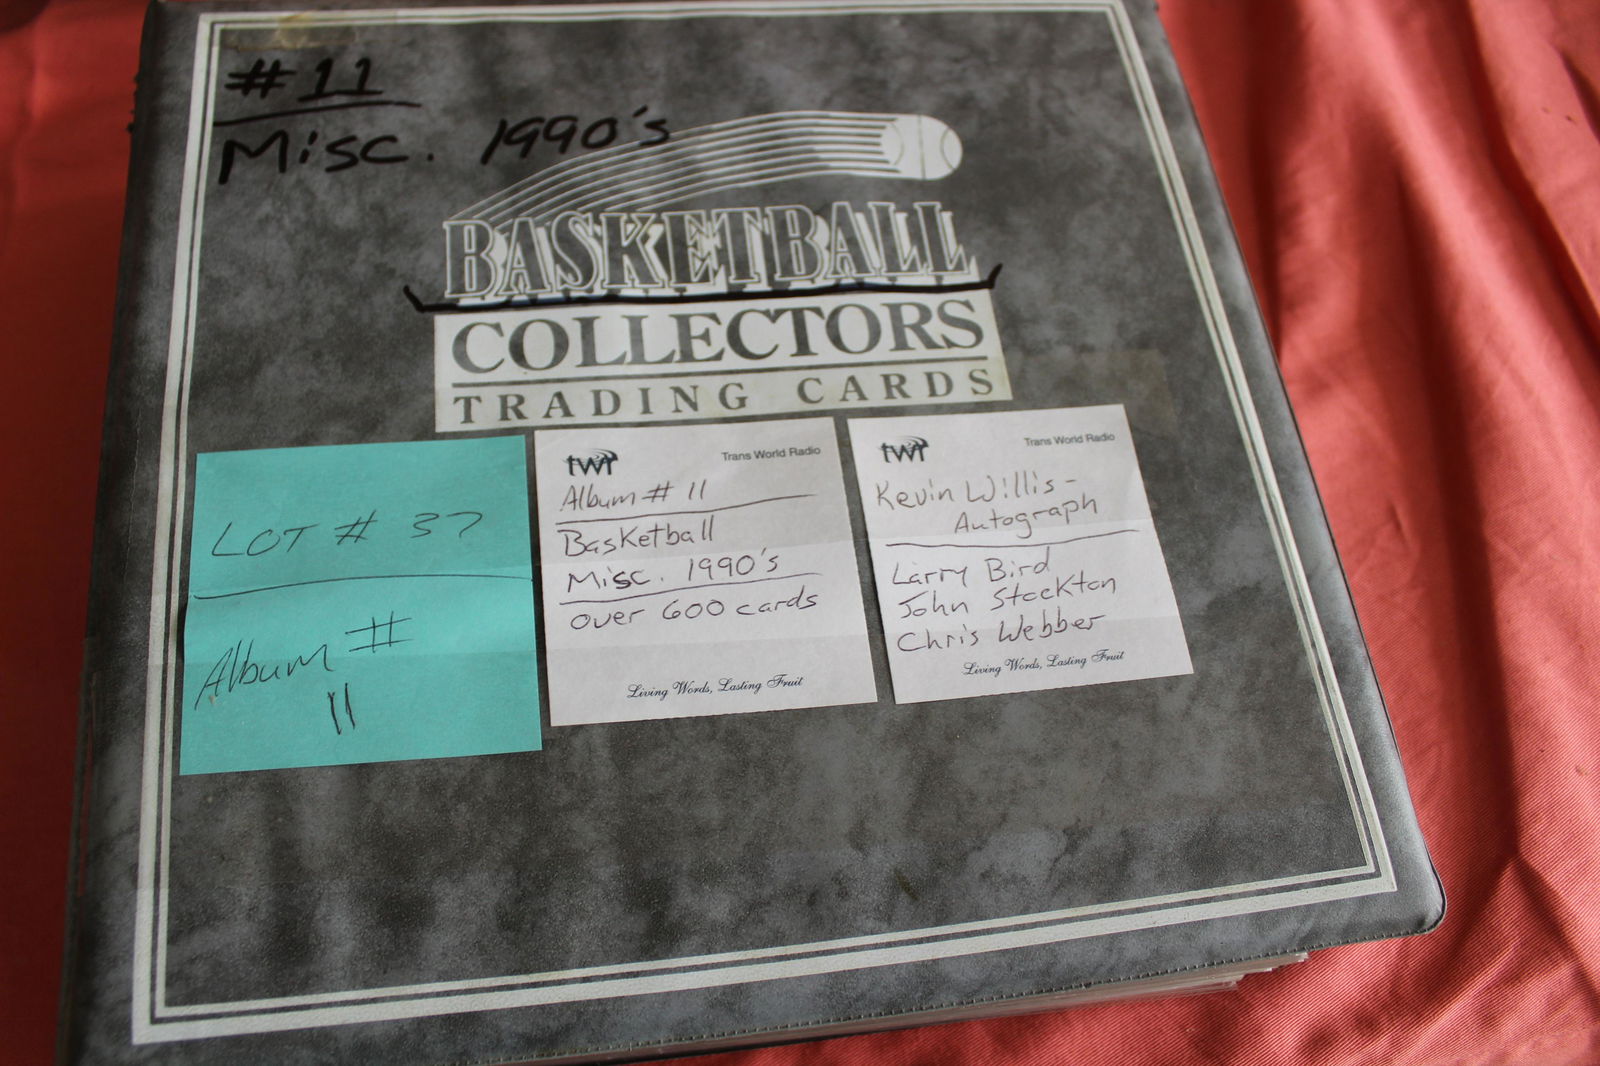 #11
Misc. 1990's
BASKETBALL
COLLECTORS
TRADING CARDS
LOT # 37
Album #
11
twr Trans World Radio
Album # 11
Basketball
Misc. 1990's
over 600 cards
Living Words, Lasting Fruit
twr Trans World Radio
Kevin Willis -
Autograph
Larry Bird
John Stockton
Chris Webber
Living Words, Lasting Fruit